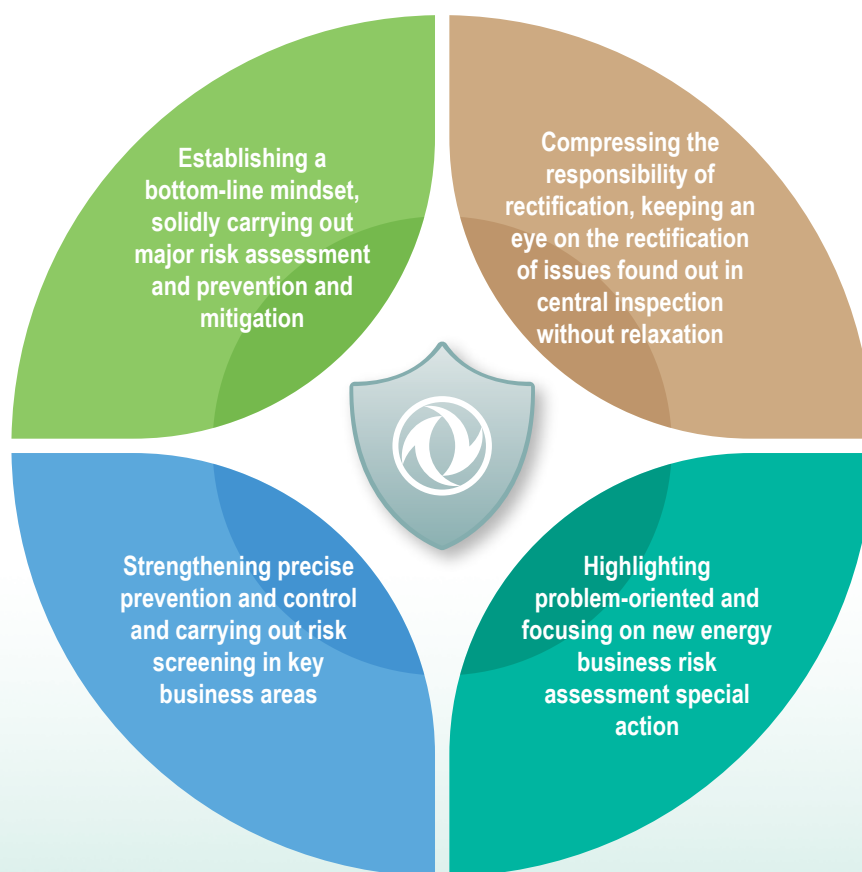 Establishing a
bottom-line mindset,
solidly carrying out
major risk assessment
and prevention and
mitigation
Compressing the
responsibility of
rectification, keeping an
eye on the rectification
of issues found out in
central inspection
without relaxation
Strengthening precise
prevention and control
and carrying out risk
screening in key
business areas
Highlighting
problem-oriented and
focusing on new energy
business risk
assessment special
action